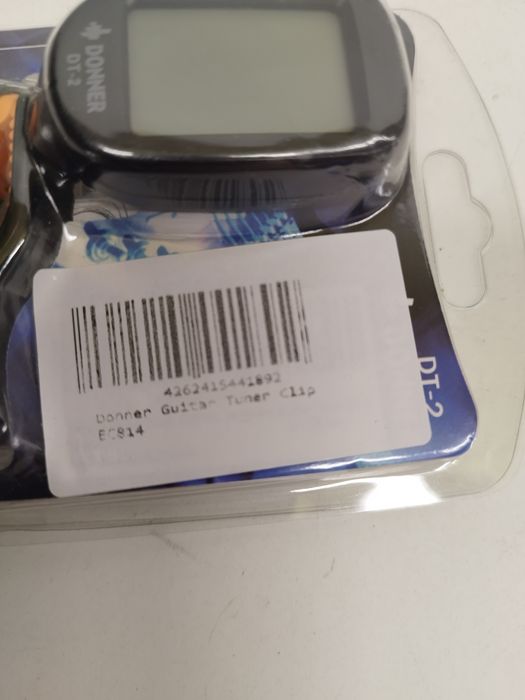 DONNER
DT-2
4262415441892
Donner Guitar Tuner Clip
EC814
DT-2